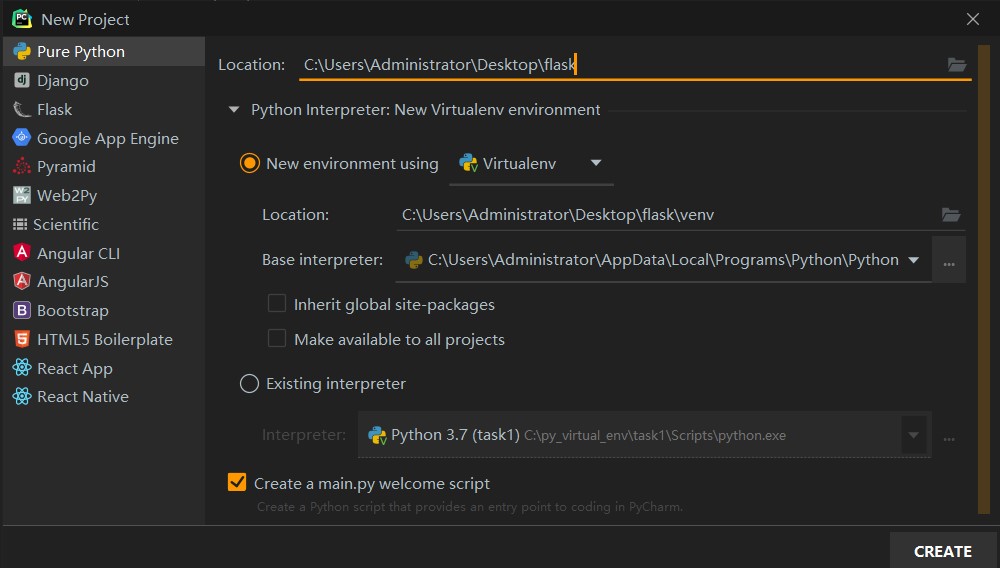 New Project
Pure Python
Django
Flask
Google App Engine
Pyramid
Web2Py
Scientific
Angular CLI
AngularJS
Bootstrap
HTML5 Boilerplate
React App
React Native
Location: C:\Users\Administrator\Desktop\flask
Python Interpreter: New Virtualenv environment
New environment using Virtualenv
Location: C:\Users\Administrator\Desktop\flask\venv
Base interpreter: C:\Users\Administrator\AppData\Local\Programs\Python\Python ...
Inherit global site-packages
Make available to all projects
Existing interpreter
Interpreter: Python 3.7 (task1) C:\py_virtual_env\task1\Scripts\python.exe ...
Create a main.py welcome script
Create a Python script that provides an entry point to coding in PyCharm.
CREATE